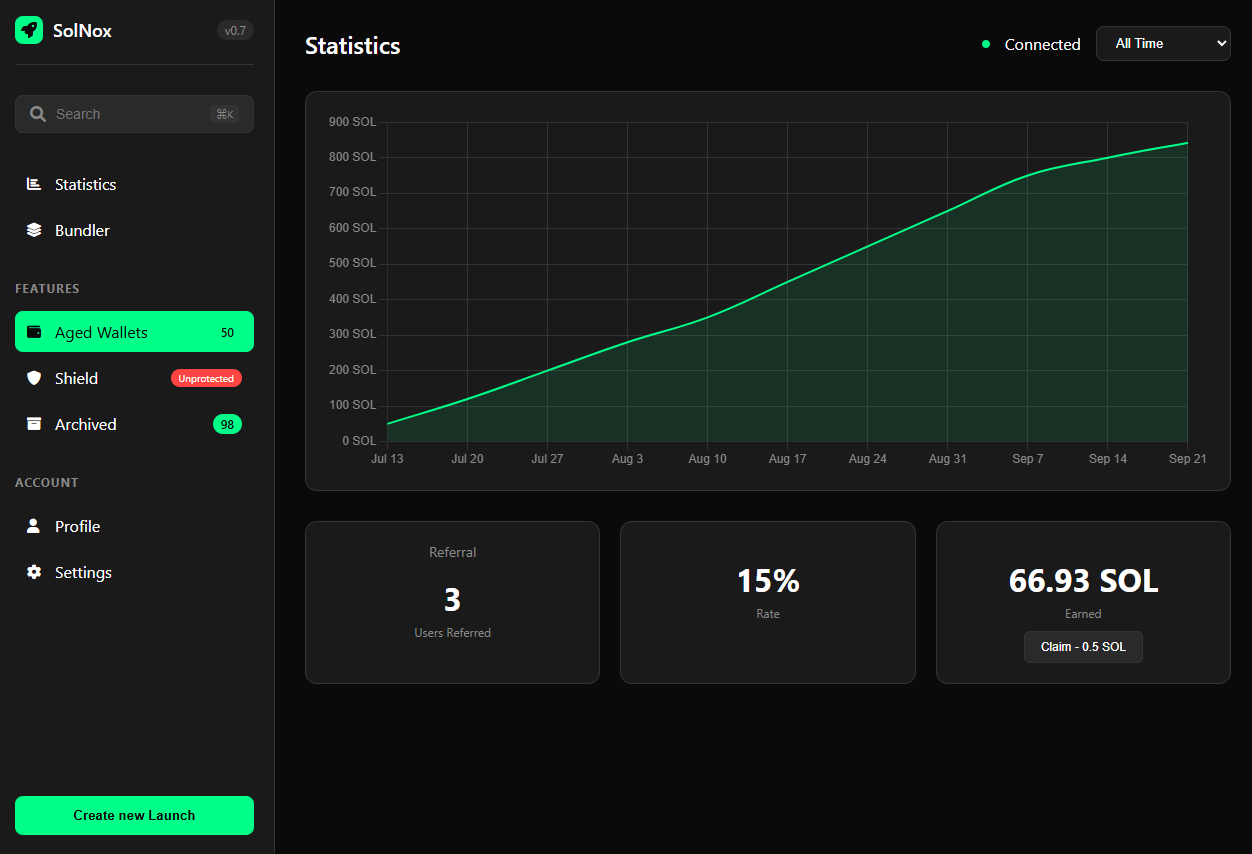 SolNox
v0.7
Search
⌘K
Statistics
Bundler
FEATURES
Aged Wallets 50
Shield Unprotected
Archived 98
ACCOUNT
Profile
Settings
Create new Launch
Statistics
Connected
All Time
900 SOL
800 SOL
700 SOL
600 SOL
500 SOL
400 SOL
300 SOL
200 SOL
100 SOL
0 SOL
Jul 13 Jul 20 Jul 27 Aug 3 Aug 10 Aug 17 Aug 24 Aug 31 Sep 7 Sep 14 Sep 21
Referral
3
Users Referred
15%
Rate
66.93 SOL
Earned
Claim - 0.5 SOL